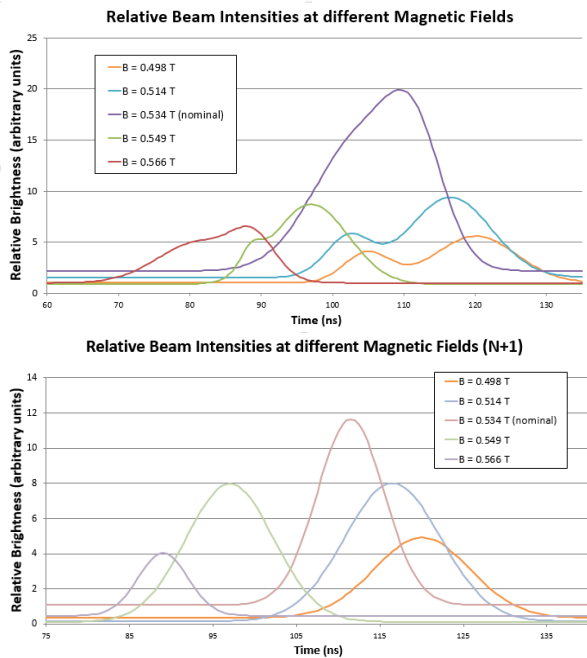 Relative Beam Intensities at different Magnetic Fields
Relative Brightness (arbitrary units)
25
20
15
10
5
0
B = 0.498 T
B = 0.514 T
B = 0.534 T (nominal)
B = 0.549 T
B = 0.566 T
60 70 80 90 100 110 120 130
Time (ns)
Relative Beam Intensities at different Magnetic Fields (N+1)
Relative Brightness (arbitrary units)
14
12
10
8
6
4
2
0
B = 0.498 T
B = 0.514 T
B = 0.534 T (nominal)
B = 0.549 T
B = 0.566 T
75 85 95 105 115 125 135
Time (ns)